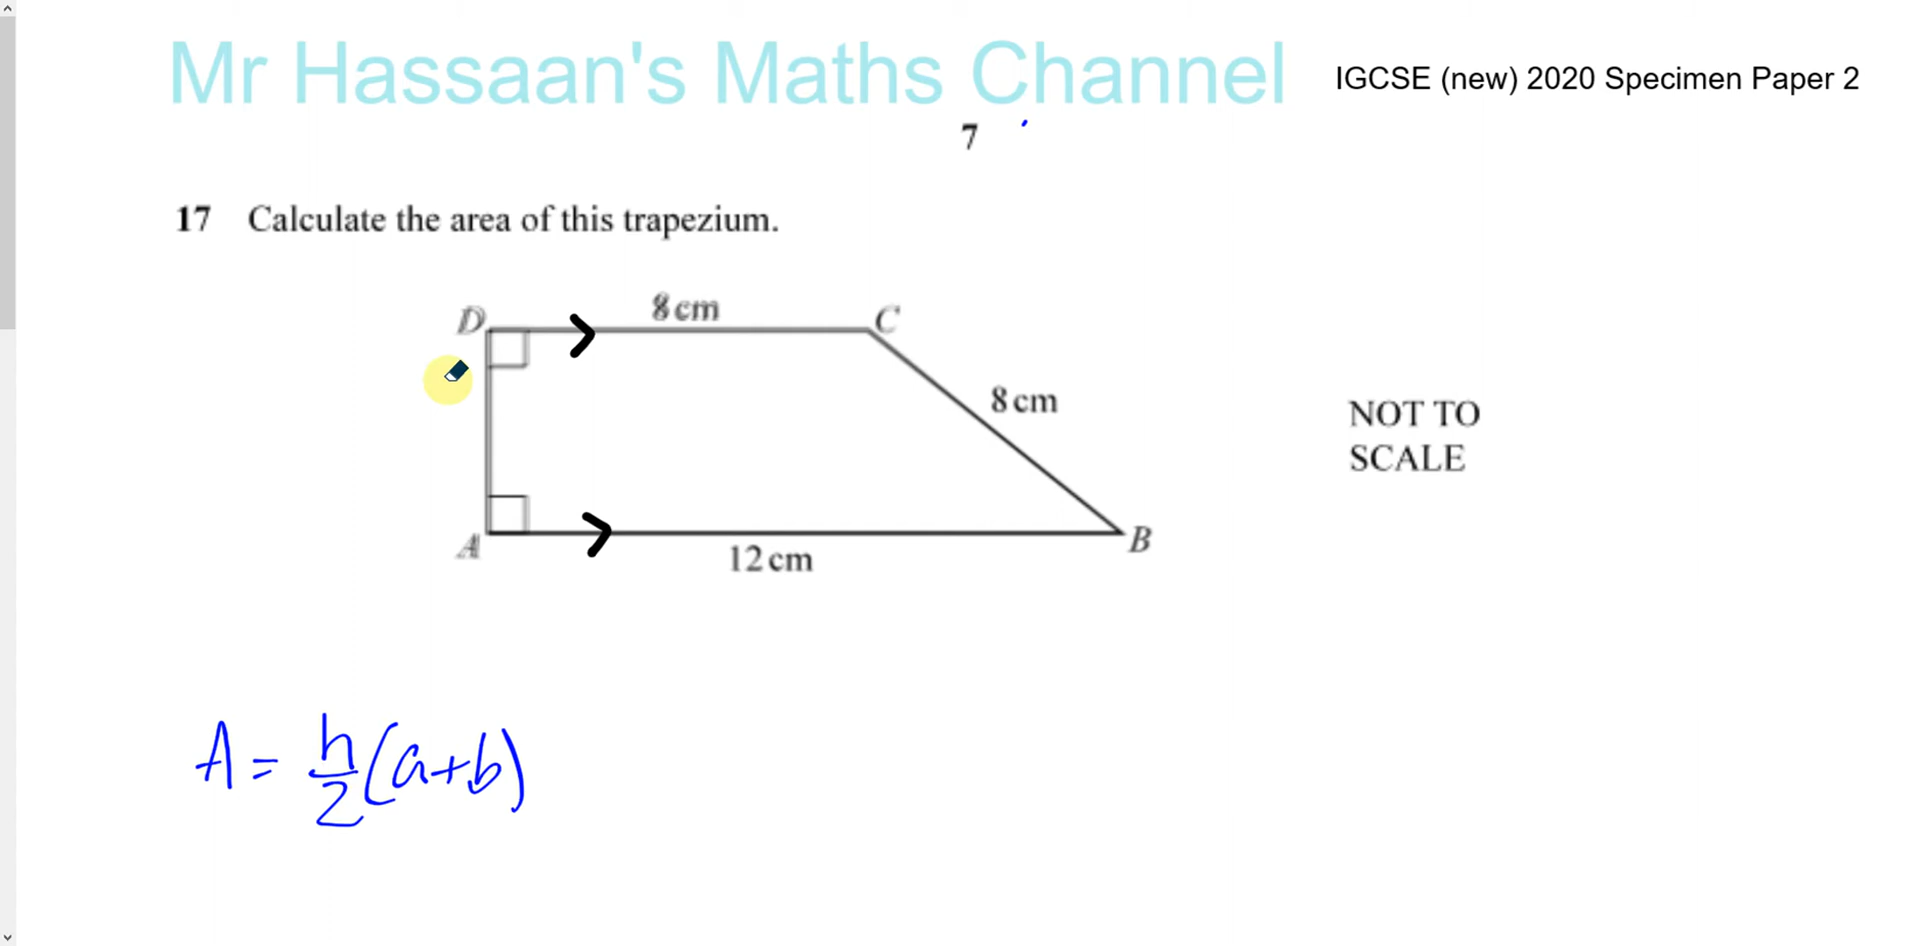 Mr Hassaan's Maths Channel
IGCSE (new) 2020 Specimen Paper 2
7
17 Calculate the area of this trapezium.
D 8 cm C
8 cm
NOT TO
SCALE
A 12 cm B
A = h/2 (a+b)